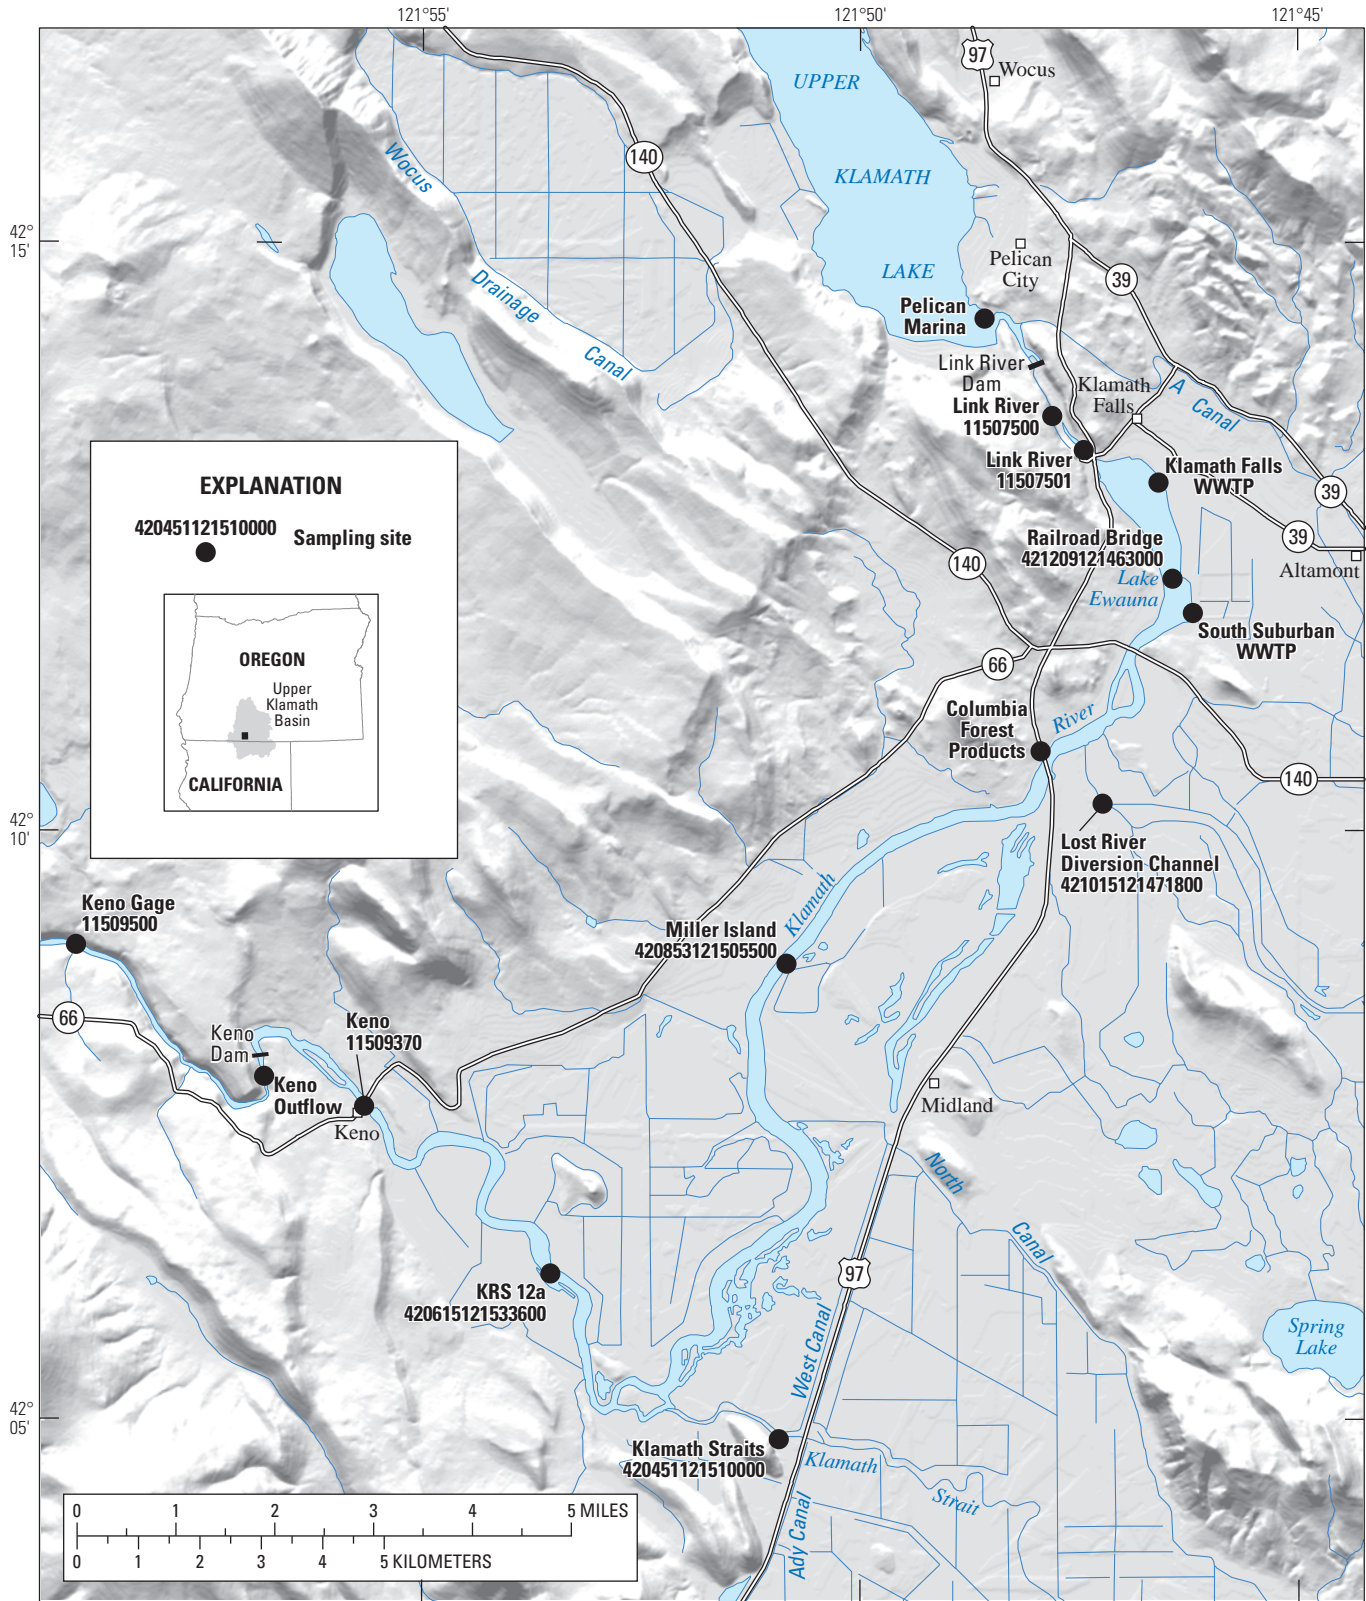 121°55'
121°50'
121°45'
97
Wocus
UPPER
KLAMATH
LAKE
140
Wocus
Drainage
Canal
42°
15'
Pelican
City
39
Pelican
Marina
Link River
Dam
Klamath
Falls
A Canal
Link River
11507500
Link River
11507501
Klamath Falls
WWTP
39
39
Altamont
Railroad Bridge
421209121463000
Lake
Ewauna
140
South Suburban
WWTP
66
EXPLANATION
420451121510000
Sampling site
OREGON
Upper
Klamath
Basin
CALIFORNIA
Columbia
Forest
Products
River
140
42°
10'
Lost River
Diversion Channel
421015121471800
Klamath
Keno Gage
11509500
Miller Island
420853121505500
66
Keno
Dam
Keno
11509370
Keno
Outflow
Keno
Midland
North
Canal
97
KRS 12a
420615121533600
West Canal
Spring
Lake
42°
05'
Klamath Straits
420451121510000
Klamath
Strait
Ady Canal
0 1 2 3 4 5 MILES
0 1 2 3 4 5 KILOMETERS